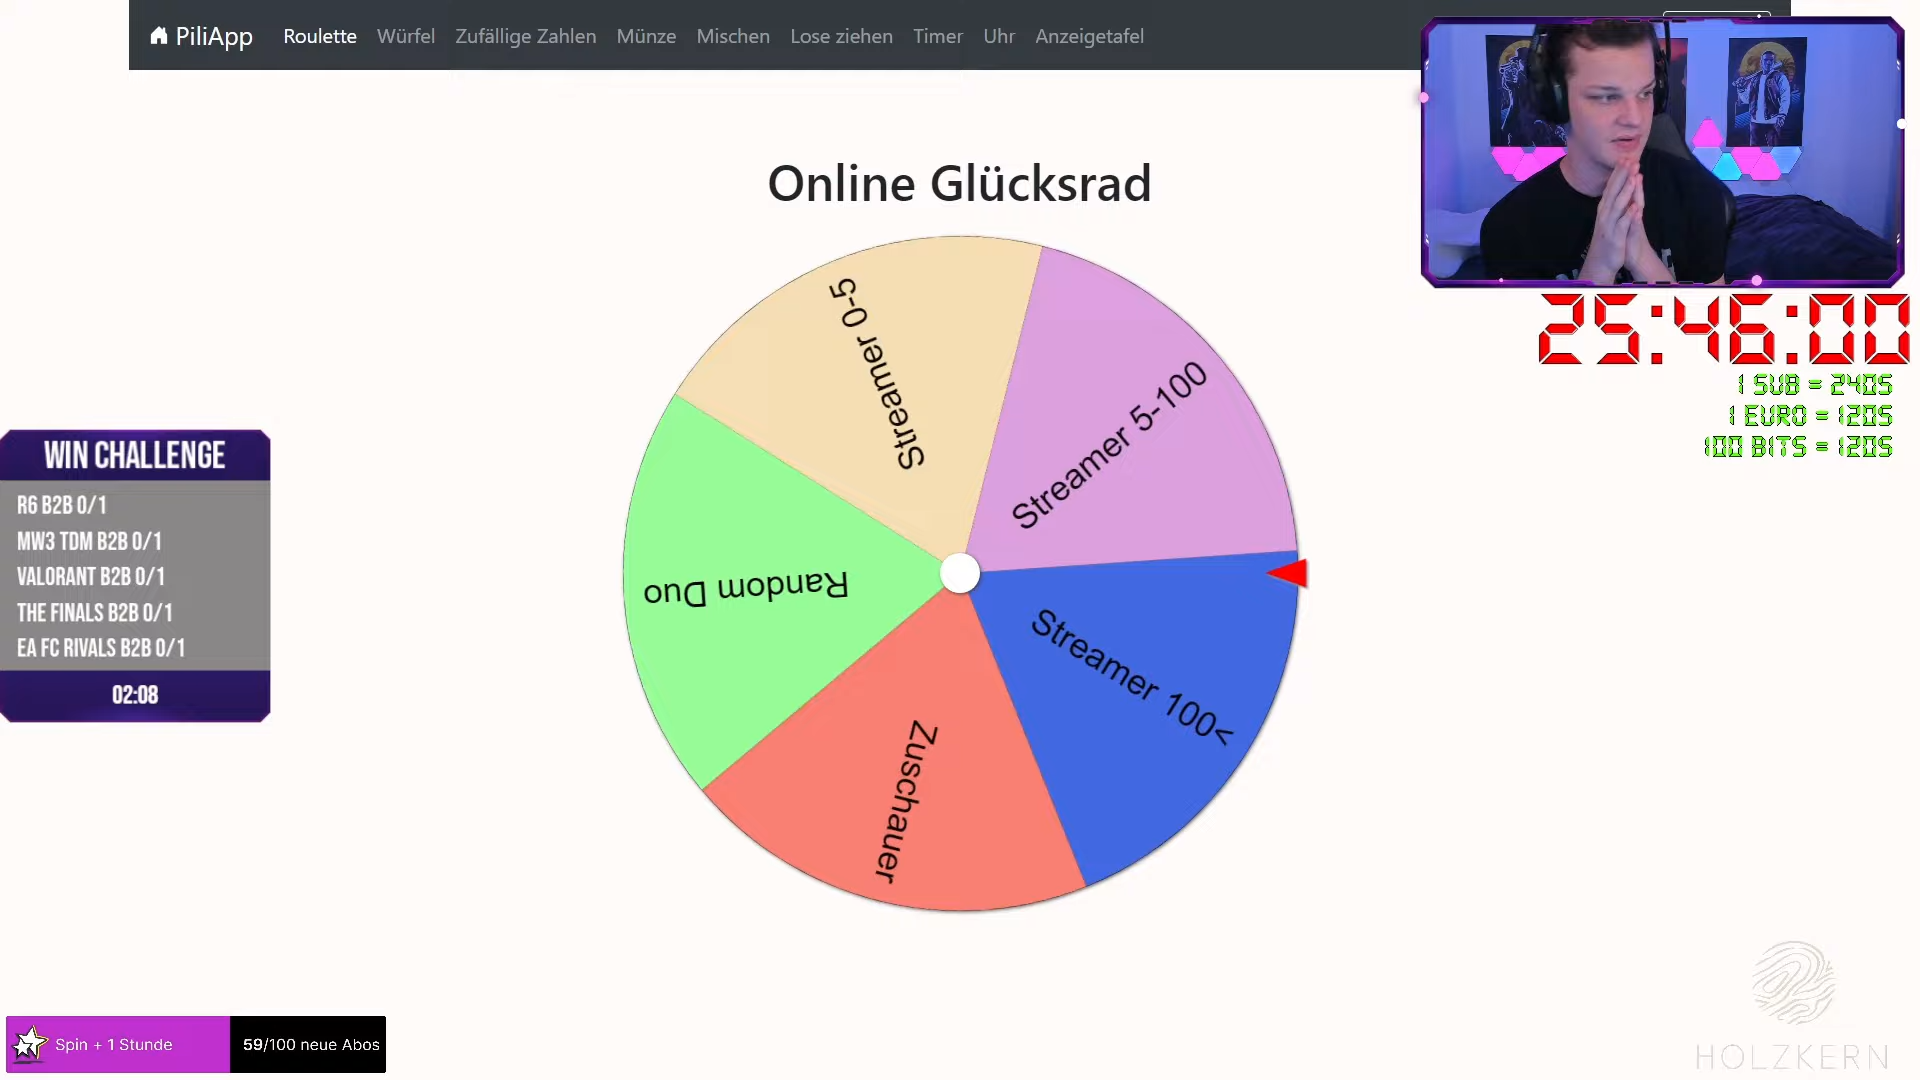 PiliApp Roulette Würfel Zufällige Zahlen Münze Mischen Lose ziehen Timer Uhr Anzeigetafel
Online Glücksrad
Streamer 0-5
Streamer 5-100
Random Duo
Streamer 100<
Zuschauer
25:46:00
1 SUB = 240S
1 EURO = 120S
100 BITS = 120S
WIN CHALLENGE
R6 B2B 0/1
MW3 TDM B2B 0/1
VALORANT B2B 0/1
THE FINALS B2B 0/1
EA FC RIVALS B2B 0/1
02:08
Spin + 1 Stunde 59/100 neue Abos
HOLZKERN